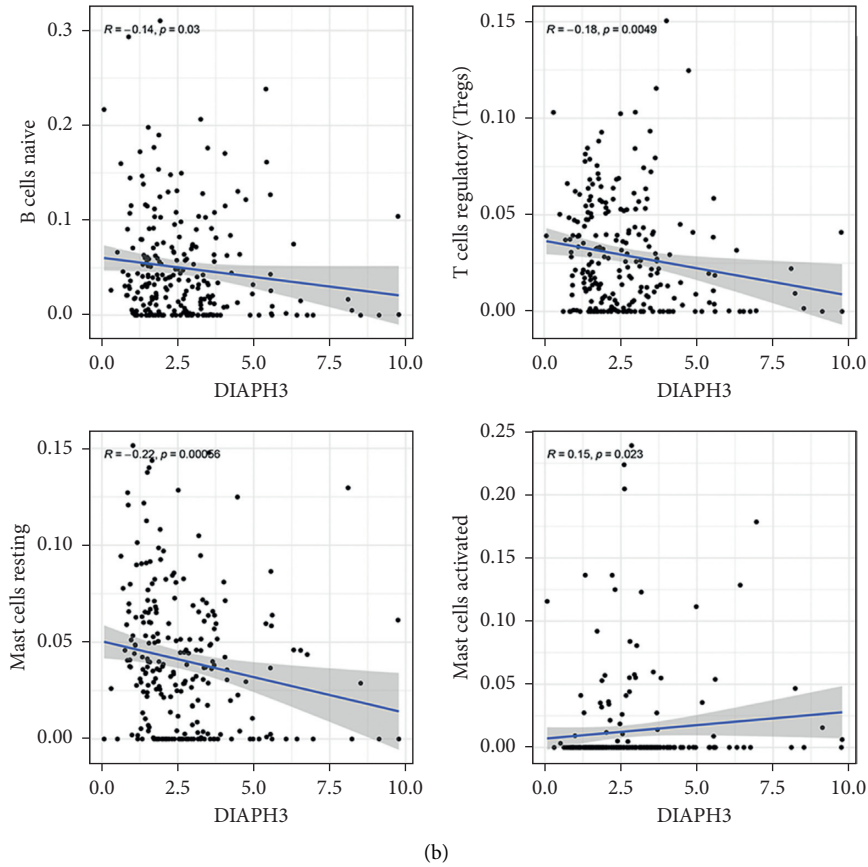 R = −0.14, p = 0.03
B cells naive
0.3
0.2
0.1
0.0
0.0 2.5 5.0 7.5 10.0
DIAPH3
R = −0.18, p = 0.0049
T cells regulatory (Tregs)
0.15
0.10
0.05
0.00
0.0 2.5 5.0 7.5 10.0
DIAPH3
R = −0.22, p = 0.00056
Mast cells resting
0.15
0.10
0.05
0.00
0.0 2.5 5.0 7.5 10.0
DIAPH3
R = 0.15, p = 0.023
Mast cells activated
0.25
0.20
0.15
0.10
0.05
0.00
0.0 2.5 5.0 7.5 10.0
DIAPH3
(b)